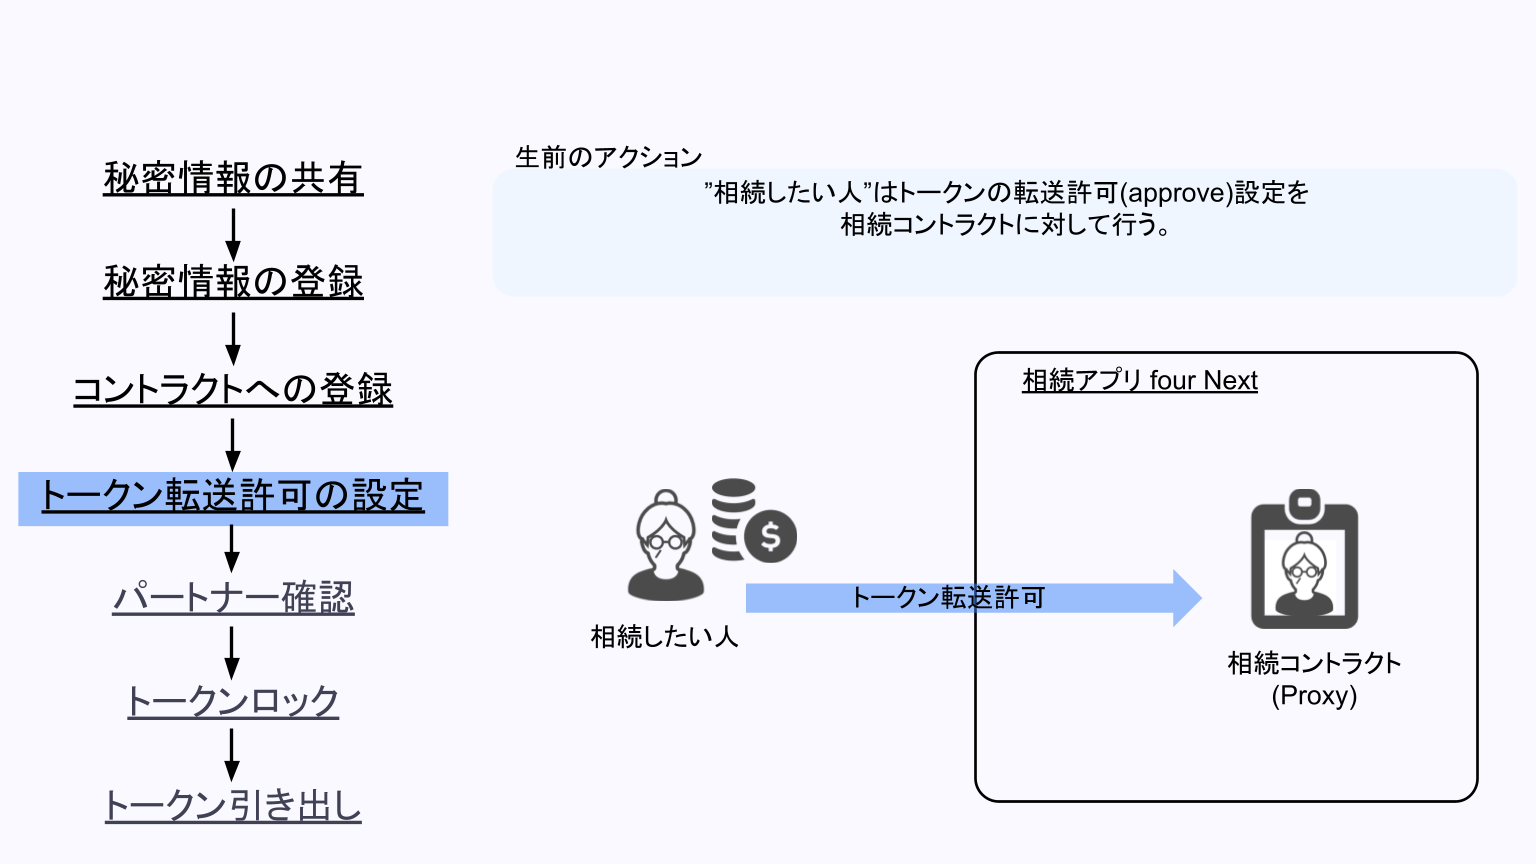 秘密情報の共有
秘密情報の登録
コントラクトへの登録
トークン転送許可の設定
パートナー確認
トークンロック
トークン引き出し
生前のアクション
”相続したい人”はトークンの転送許可(approve)設定を
相続コントラクトに対して行う。
相続アプリ four Next
$
トークン転送許可
相続したい人
相続コントラクト
(Proxy)